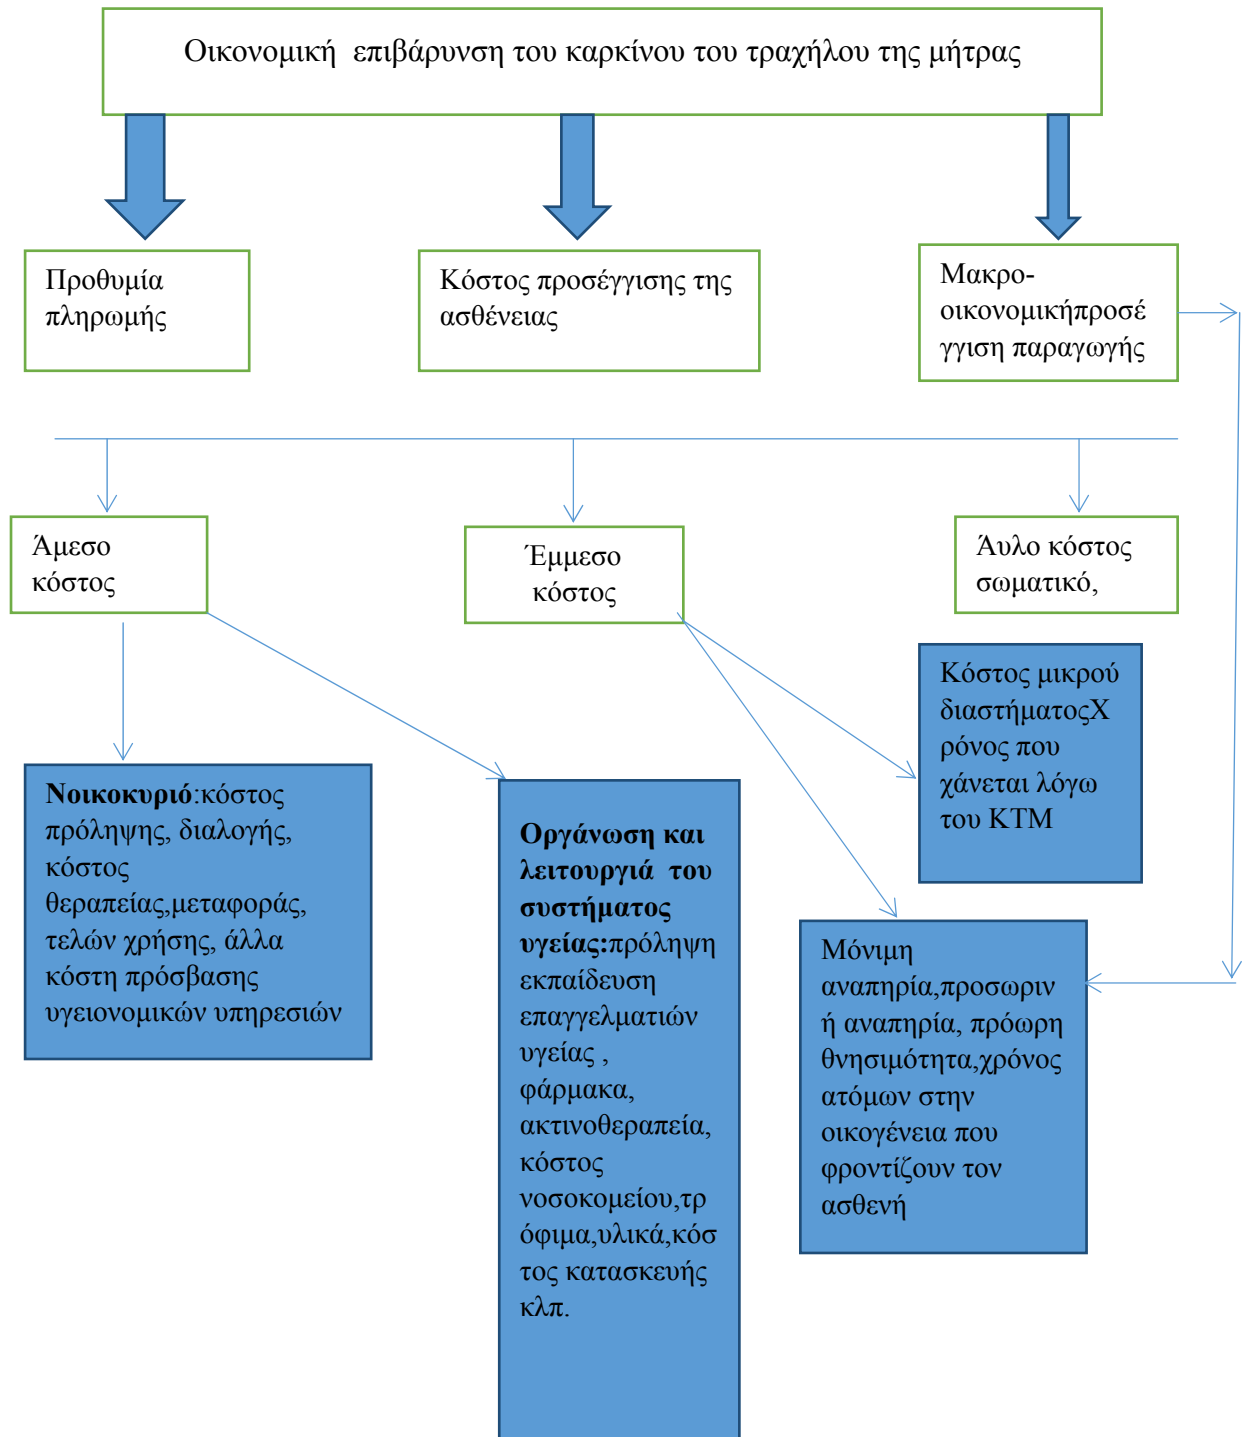 Οικονομική επιβάρυνση του καρκίνου του τραχήλου της μήτρας
Προθυμία
πληρωμής
Κόστος προσέγγισης της
ασθένειας
Μακρο-
οικονομικήπροσέ
γγιση παραγωγής
Άμεσο
κόστος
Έμμεσο
κόστος
Άυλο κόστος
σωματικό,
Κόστος μικρού
διαστήματοςΧ
ρόνος που
χάνεται λόγω
του ΚΤΜ
Νοικοκυριό:κόστος
πρόληψης, διαλογής,
κόστος
θεραπείας,μεταφοράς,
τελών χρήσης, άλλα
κόστη πρόσβασης
υγειονομικών υπηρεσιών
Οργάνωση και
λειτουργιά του
συστήματος
υγείας:πρόληψη
εκπαίδευση
επαγγελματιών
υγείας ,
φάρμακα,
ακτινοθεραπεία,
κόστος
νοσοκομείου,τρ
όφιμα,υλικά,κόσ
τος κατασκευής
κλπ.
Μόνιμη
αναπηρία,προσωριν
ή αναπηρία, πρόωρη
θνησιμότητα,χρόνος
ατόμων στην
οικογένεια που
φροντίζουν τον
ασθενή